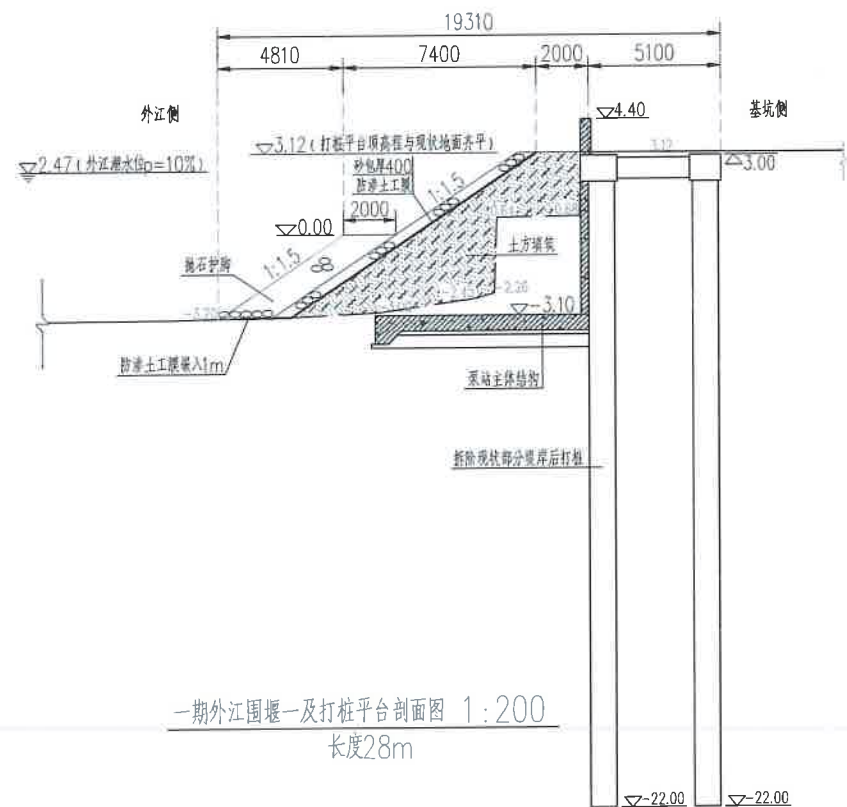 19310
4810
7400
2000
5100
外江侧
4.40
基坑侧
3.12(打桩平台顶高程与现状地面齐平)
3.12
3.00
2.47(外江潮水位p=10%)
砂包厚400
防渗土工膜
1:1.5
2000
0.00
土方填筑
抛石护脚
1:1.5
-2.26
-3.20
-3.10
防渗土工膜嵌入1m
泵站主体结构
拆除现状部分堤岸后打桩
一期外江围堰一及打桩平台剖面图 1:200
长度28m
-22.00
-22.00